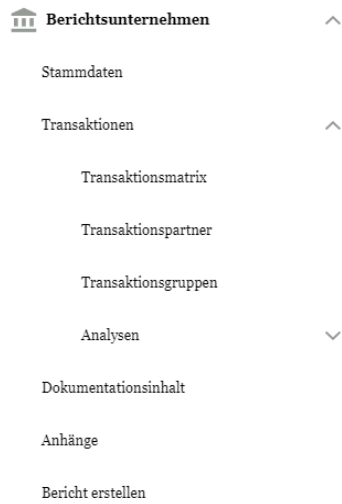 Berichtsunternehmen
Stammdaten
Transaktionen
Transaktionsmatrix
Transaktionspartner
Transaktionsgruppen
Analysen
Dokumentationsinhalt
Anhänge
Bericht erstellen